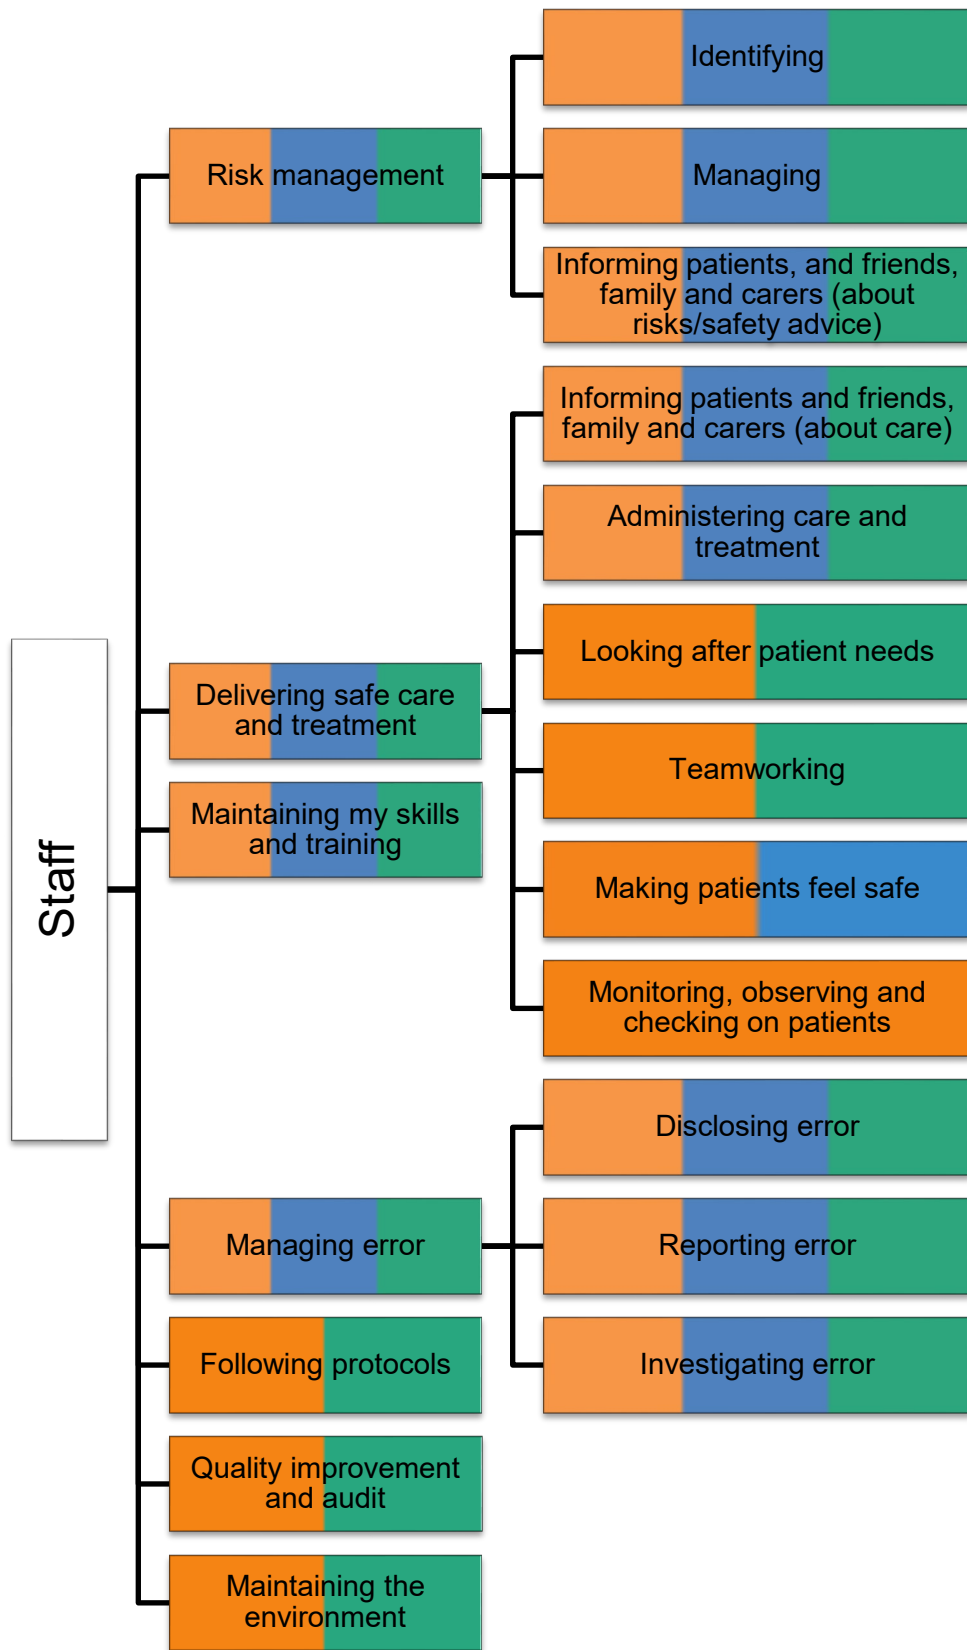 Staff
Risk management
Identifying
Managing
Informing patients, and friends,
family and carers (about
risks/safety advice)
Delivering safe care
and treatment
Informing patients and friends,
family and carers (about care)
Administering care and
treatment
Looking after patient needs
Teamworking
Making patients feel safe
Monitoring, observing and
checking on patients
Maintaining my skills
and training
Managing error
Disclosing error
Reporting error
Investigating error
Following protocols
Quality improvement
and audit
Maintaining the
environment